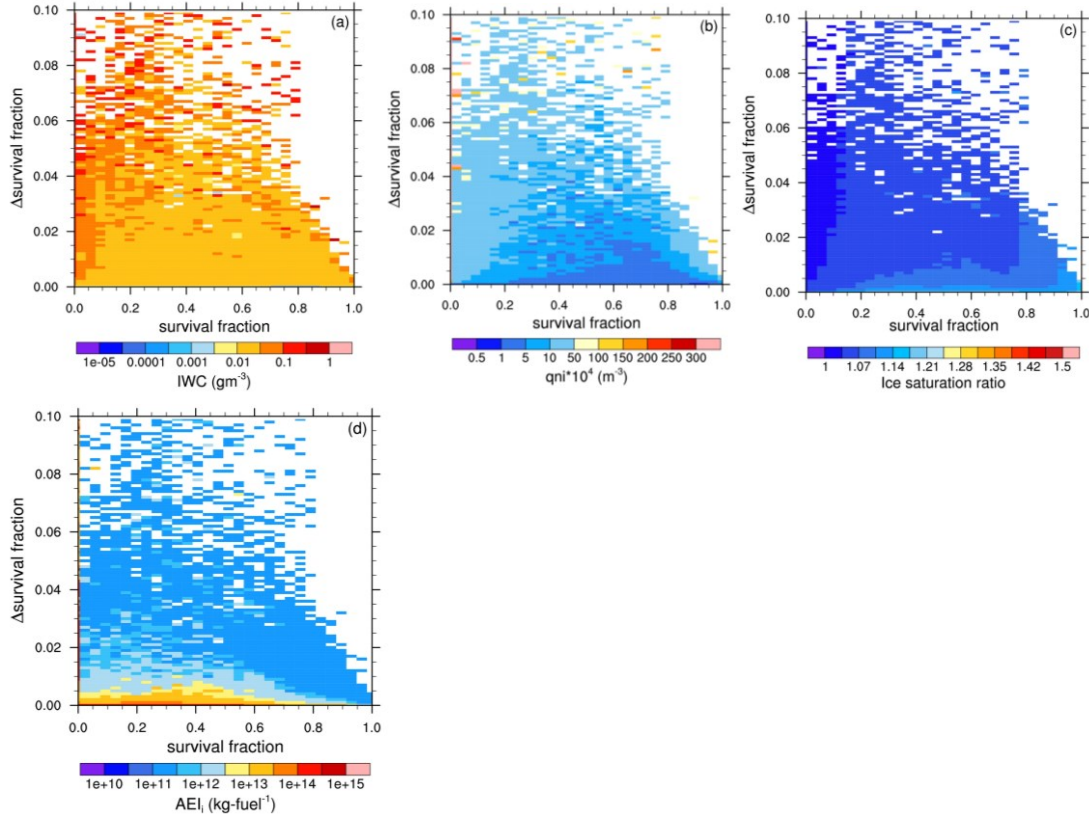 (a)
0.10
0.08
0.06
0.04
0.02
0.00
Δsurvival fraction
0.0 0.2 0.4 0.6 0.8 1.0
survival fraction
1e-05 0.0001 0.001 0.01 0.1 1
IWC (gm⁻³)
(b)
0.10
0.08
0.06
0.04
0.02
0.00
Δsurvival fraction
0.0 0.2 0.4 0.6 0.8 1.0
survival fraction
0.5 1 5 10 50 100 150 200 250 300
qni*10⁴ (m⁻³)
(c)
0.10
0.08
0.06
0.04
0.02
0.00
Δsurvival fraction
0.0 0.2 0.4 0.6 0.8 1.0
survival fraction
1 1.07 1.14 1.21 1.28 1.35 1.42 1.5
Ice saturation ratio
(d)
0.10
0.08
0.06
0.04
0.02
0.00
Δsurvival fraction
0.0 0.2 0.4 0.6 0.8 1.0
survival fraction
1e+10 1e+11 1e+12 1e+13 1e+14 1e+15
AEIᵢ (kg-fuel⁻¹)